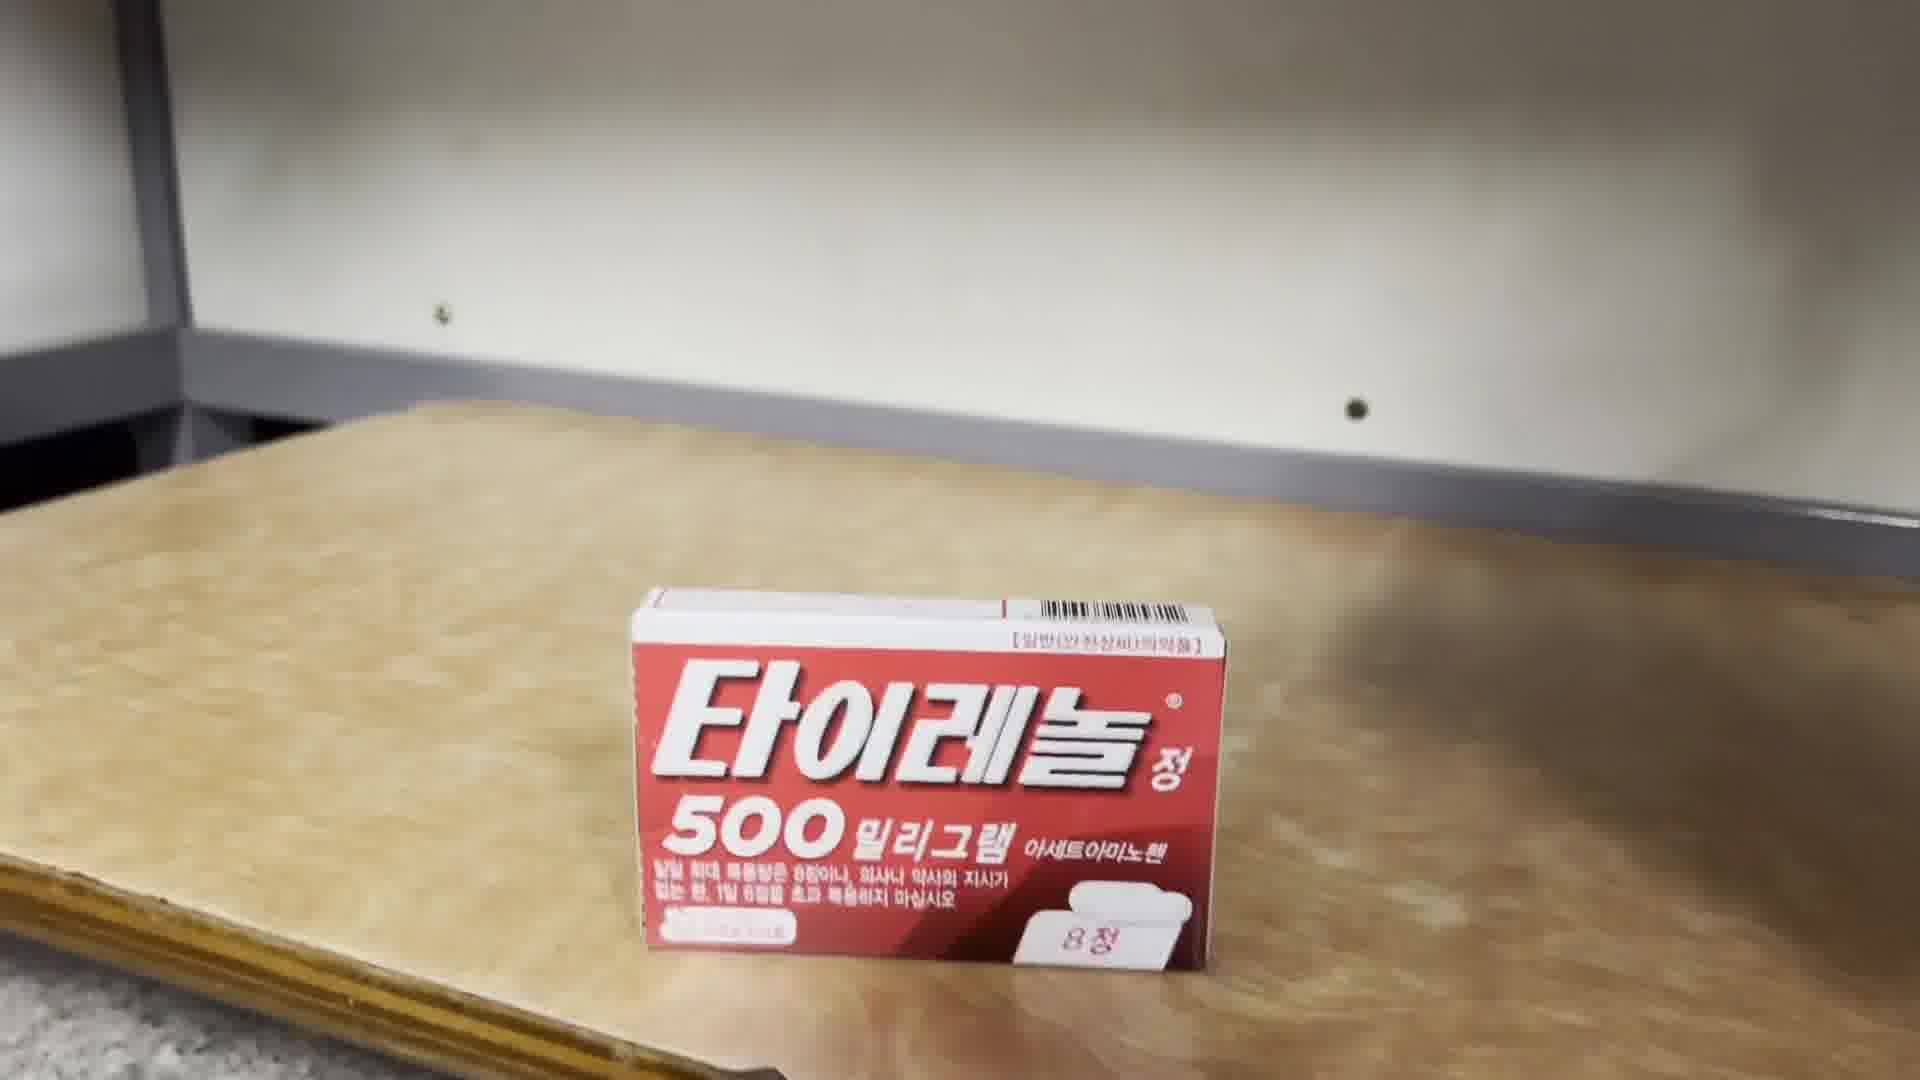 [일반(안전상비)의약품]
타이레놀® 정
500 밀리그램 아세트아미노펜
일일 최대 복용량은 8정이나, 의사나 약사의 지시가
없는 한, 1일 6정을 초과 복용하지 마십시오
8정